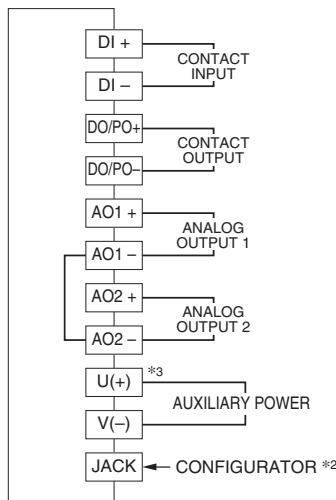 DI +
CONTACT
INPUT
DI –
DO/PO+
CONTACT
OUTPUT
DO/PO–
AO1 +
ANALOG
OUTPUT 1
AO1 –
AO2 +
ANALOG
OUTPUT 2
AO2 –
U(+) *3
AUXILIARY POWER
V(–)
JACK CONFIGURATOR *2